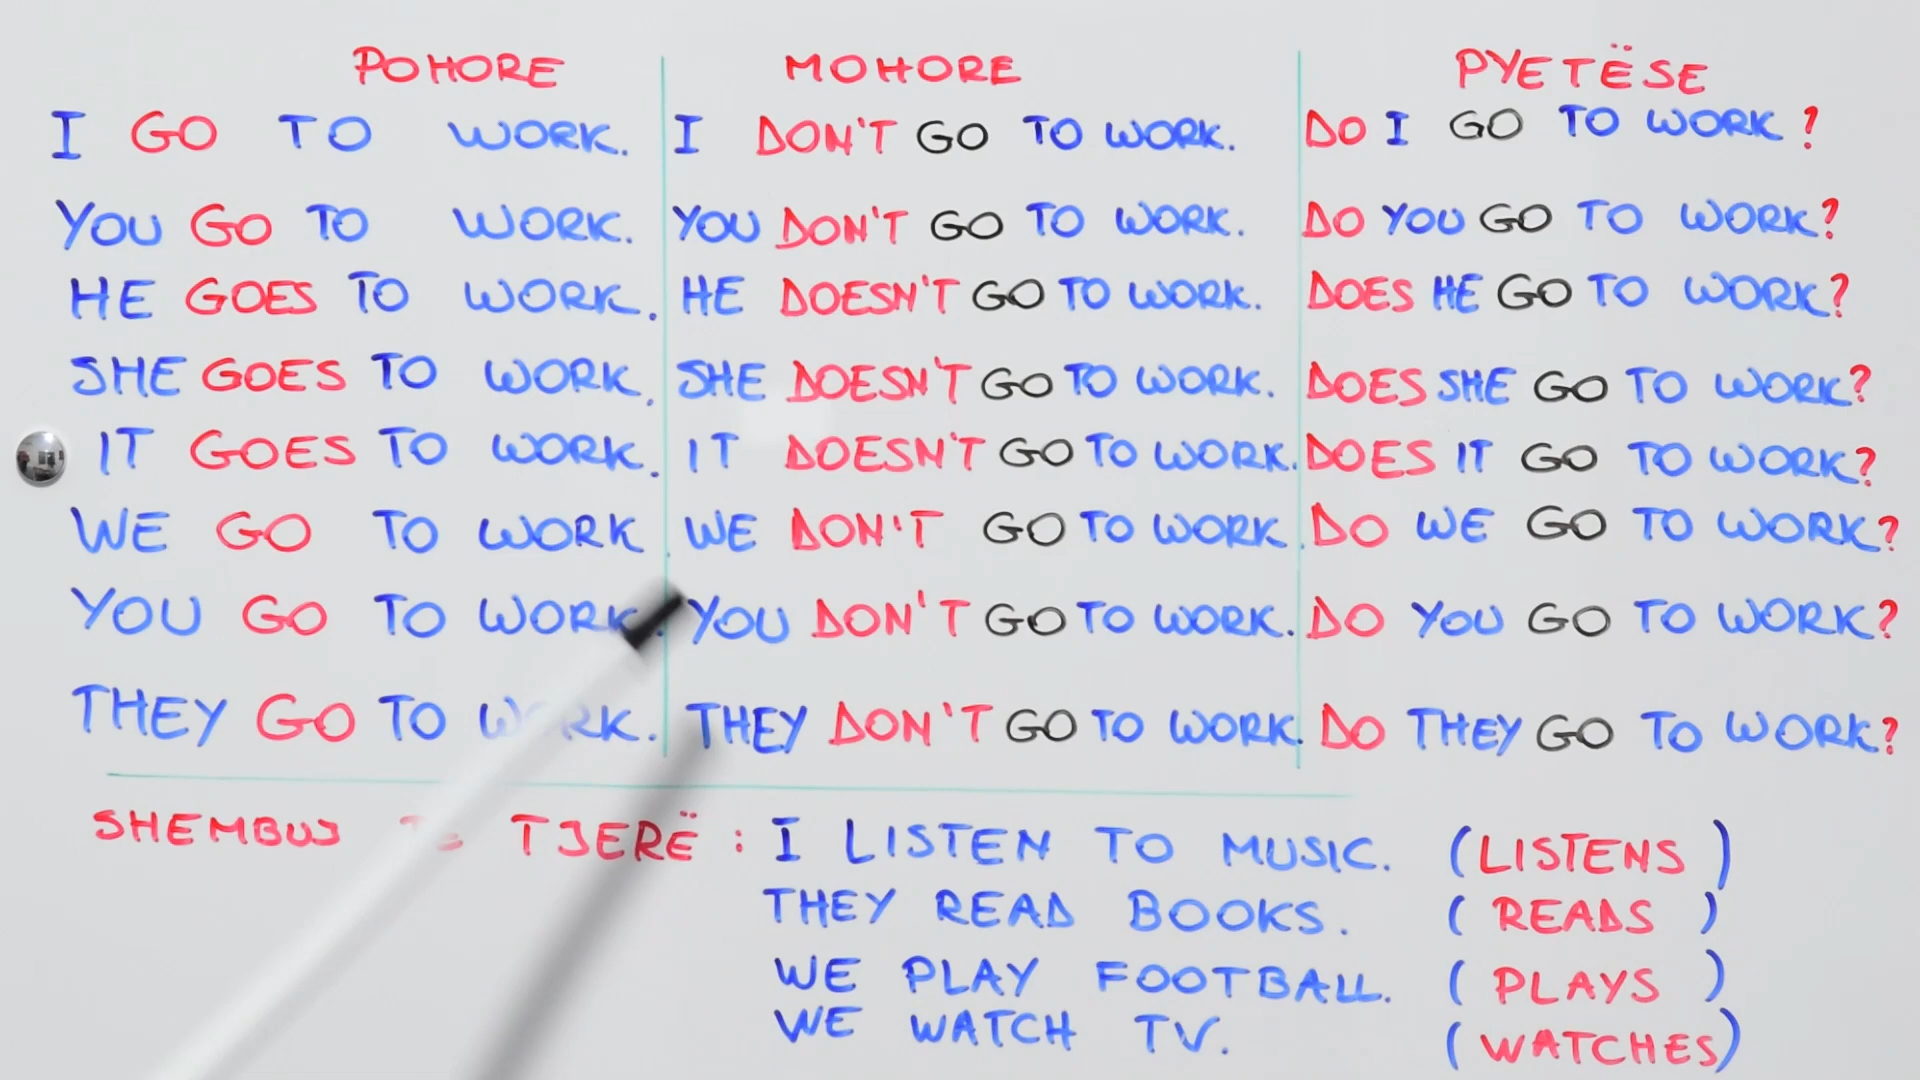 POHORE MOHORE PYETËSE
I GO TO WORK. I DON'T GO TO WORK. DO I GO TO WORK?
YOU GO TO WORK. YOU DON'T GO TO WORK. DO YOU GO TO WORK?
HE GOES TO WORK. HE DOESN'T GO TO WORK. DOES HE GO TO WORK?
SHE GOES TO WORK. SHE DOESN'T GO TO WORK. DOES SHE GO TO WORK?
IT GOES TO WORK. IT DOESN'T GO TO WORK. DOES IT GO TO WORK?
WE GO TO WORK. WE DON'T GO TO WORK. DO WE GO TO WORK?
YOU GO TO WORK. YOU DON'T GO TO WORK. DO YOU GO TO WORK?
THEY GO TO WORK. THEY DON'T GO TO WORK. DO THEY GO TO WORK?
SHEMBUJ TJERË: I LISTEN TO MUSIC. (LISTENS)
THEY READ BOOKS. (READS)
WE PLAY FOOTBALL. (PLAYS)
WE WATCH TV. (WATCHES)